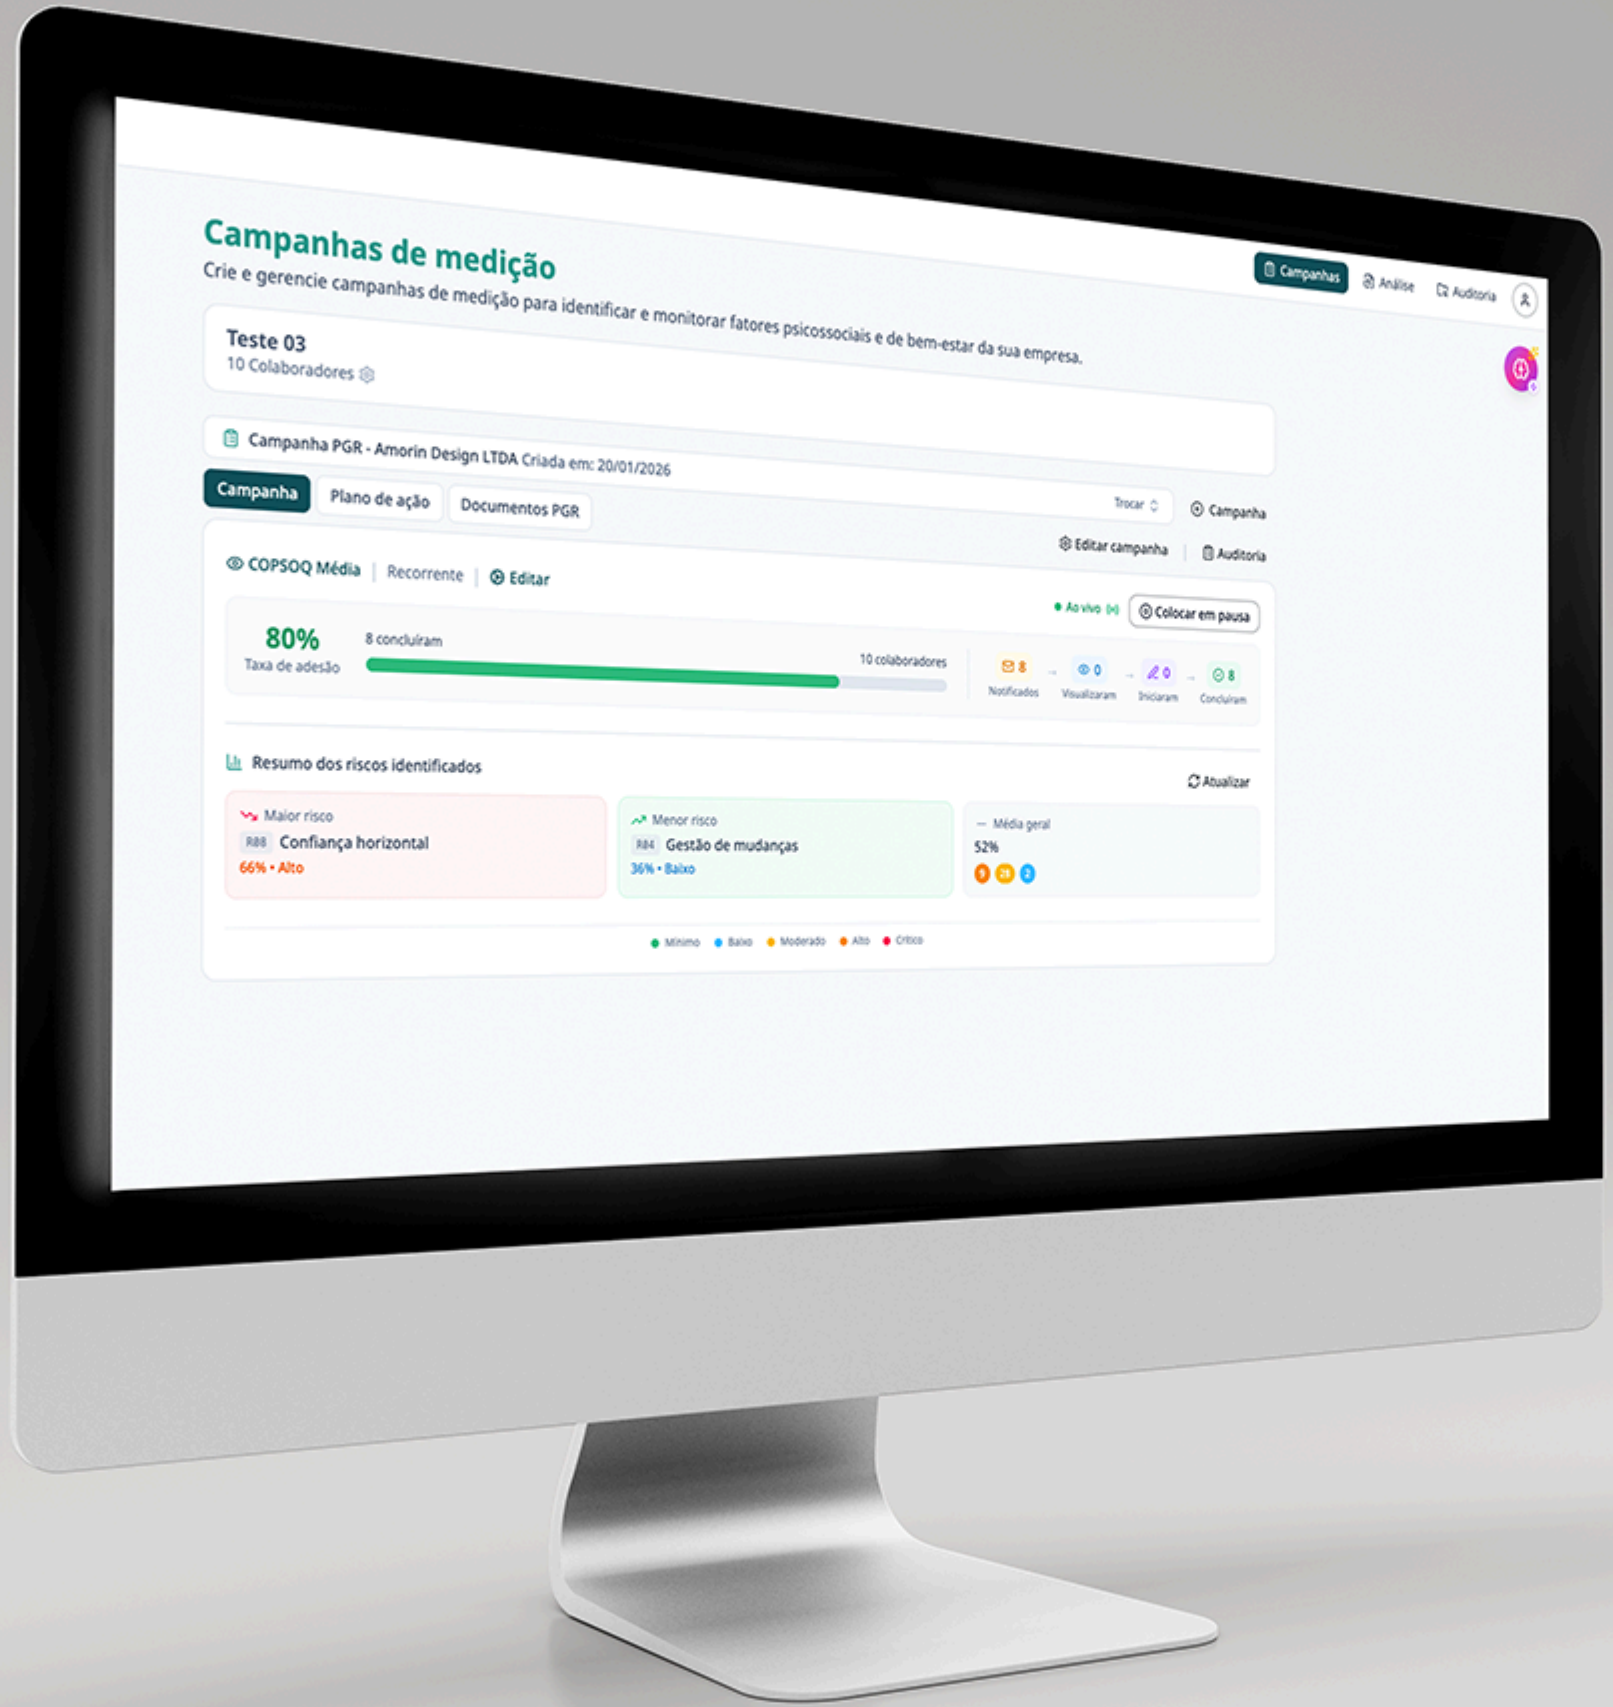 Campanhas
Análise
Auditoria
Campanhas de medição
Crie e gerencie campanhas de medição para identificar e monitorar fatores psicossociais e de bem-estar da sua empresa.
Teste 03
10 Colaboradores
Campanha PGR - Amorin Design LTDA Criada em: 20/01/2026
Trocar
Campanha
Campanha
Plano de ação
Documentos PGR
Editar campanha
Auditoria
COPSOQ Média | Recorrente | Editar
Ao vivo
Colocar em pausa
80%
Taxa de adesão
8 concluíram
10 colaboradores
8
Notificados
0
Visualizaram
0
Iniciaram
8
Concluíram
Resumo dos riscos identificados
Atualizar
Maior risco
R08 Confiança horizontal
66% • Alto
Menor risco
R04 Gestão de mudanças
36% • Baixo
Média geral
52%
9
2
Mínimo
Baixo
Moderado
Alto
Crítico